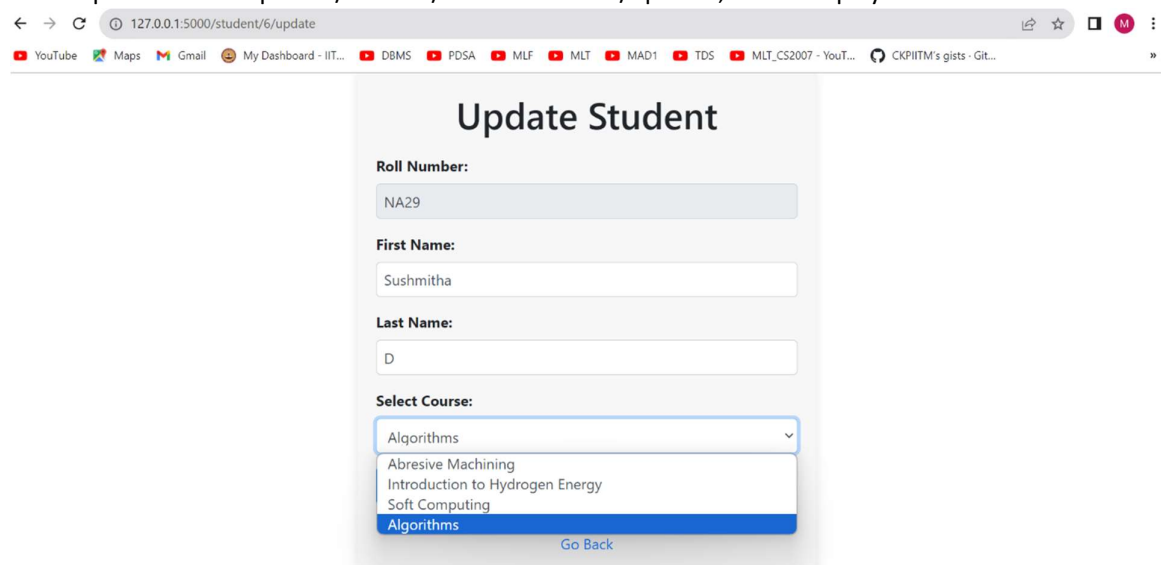 127.0.0.1:5000/student/6/update
M
YouTube Maps Gmail My Dashboard - IIT... DBMS PDSA MLF MLT MAD1 TDS MLT_CS2007 - YouT... CKPIITM's gists · Git... »
Update Student
Roll Number:
NA29
First Name:
Sushmitha
Last Name:
D
Select Course:
Algorithms
Abresive Machining
Introduction to Hydrogen Energy
Soft Computing
Algorithms
Go Back